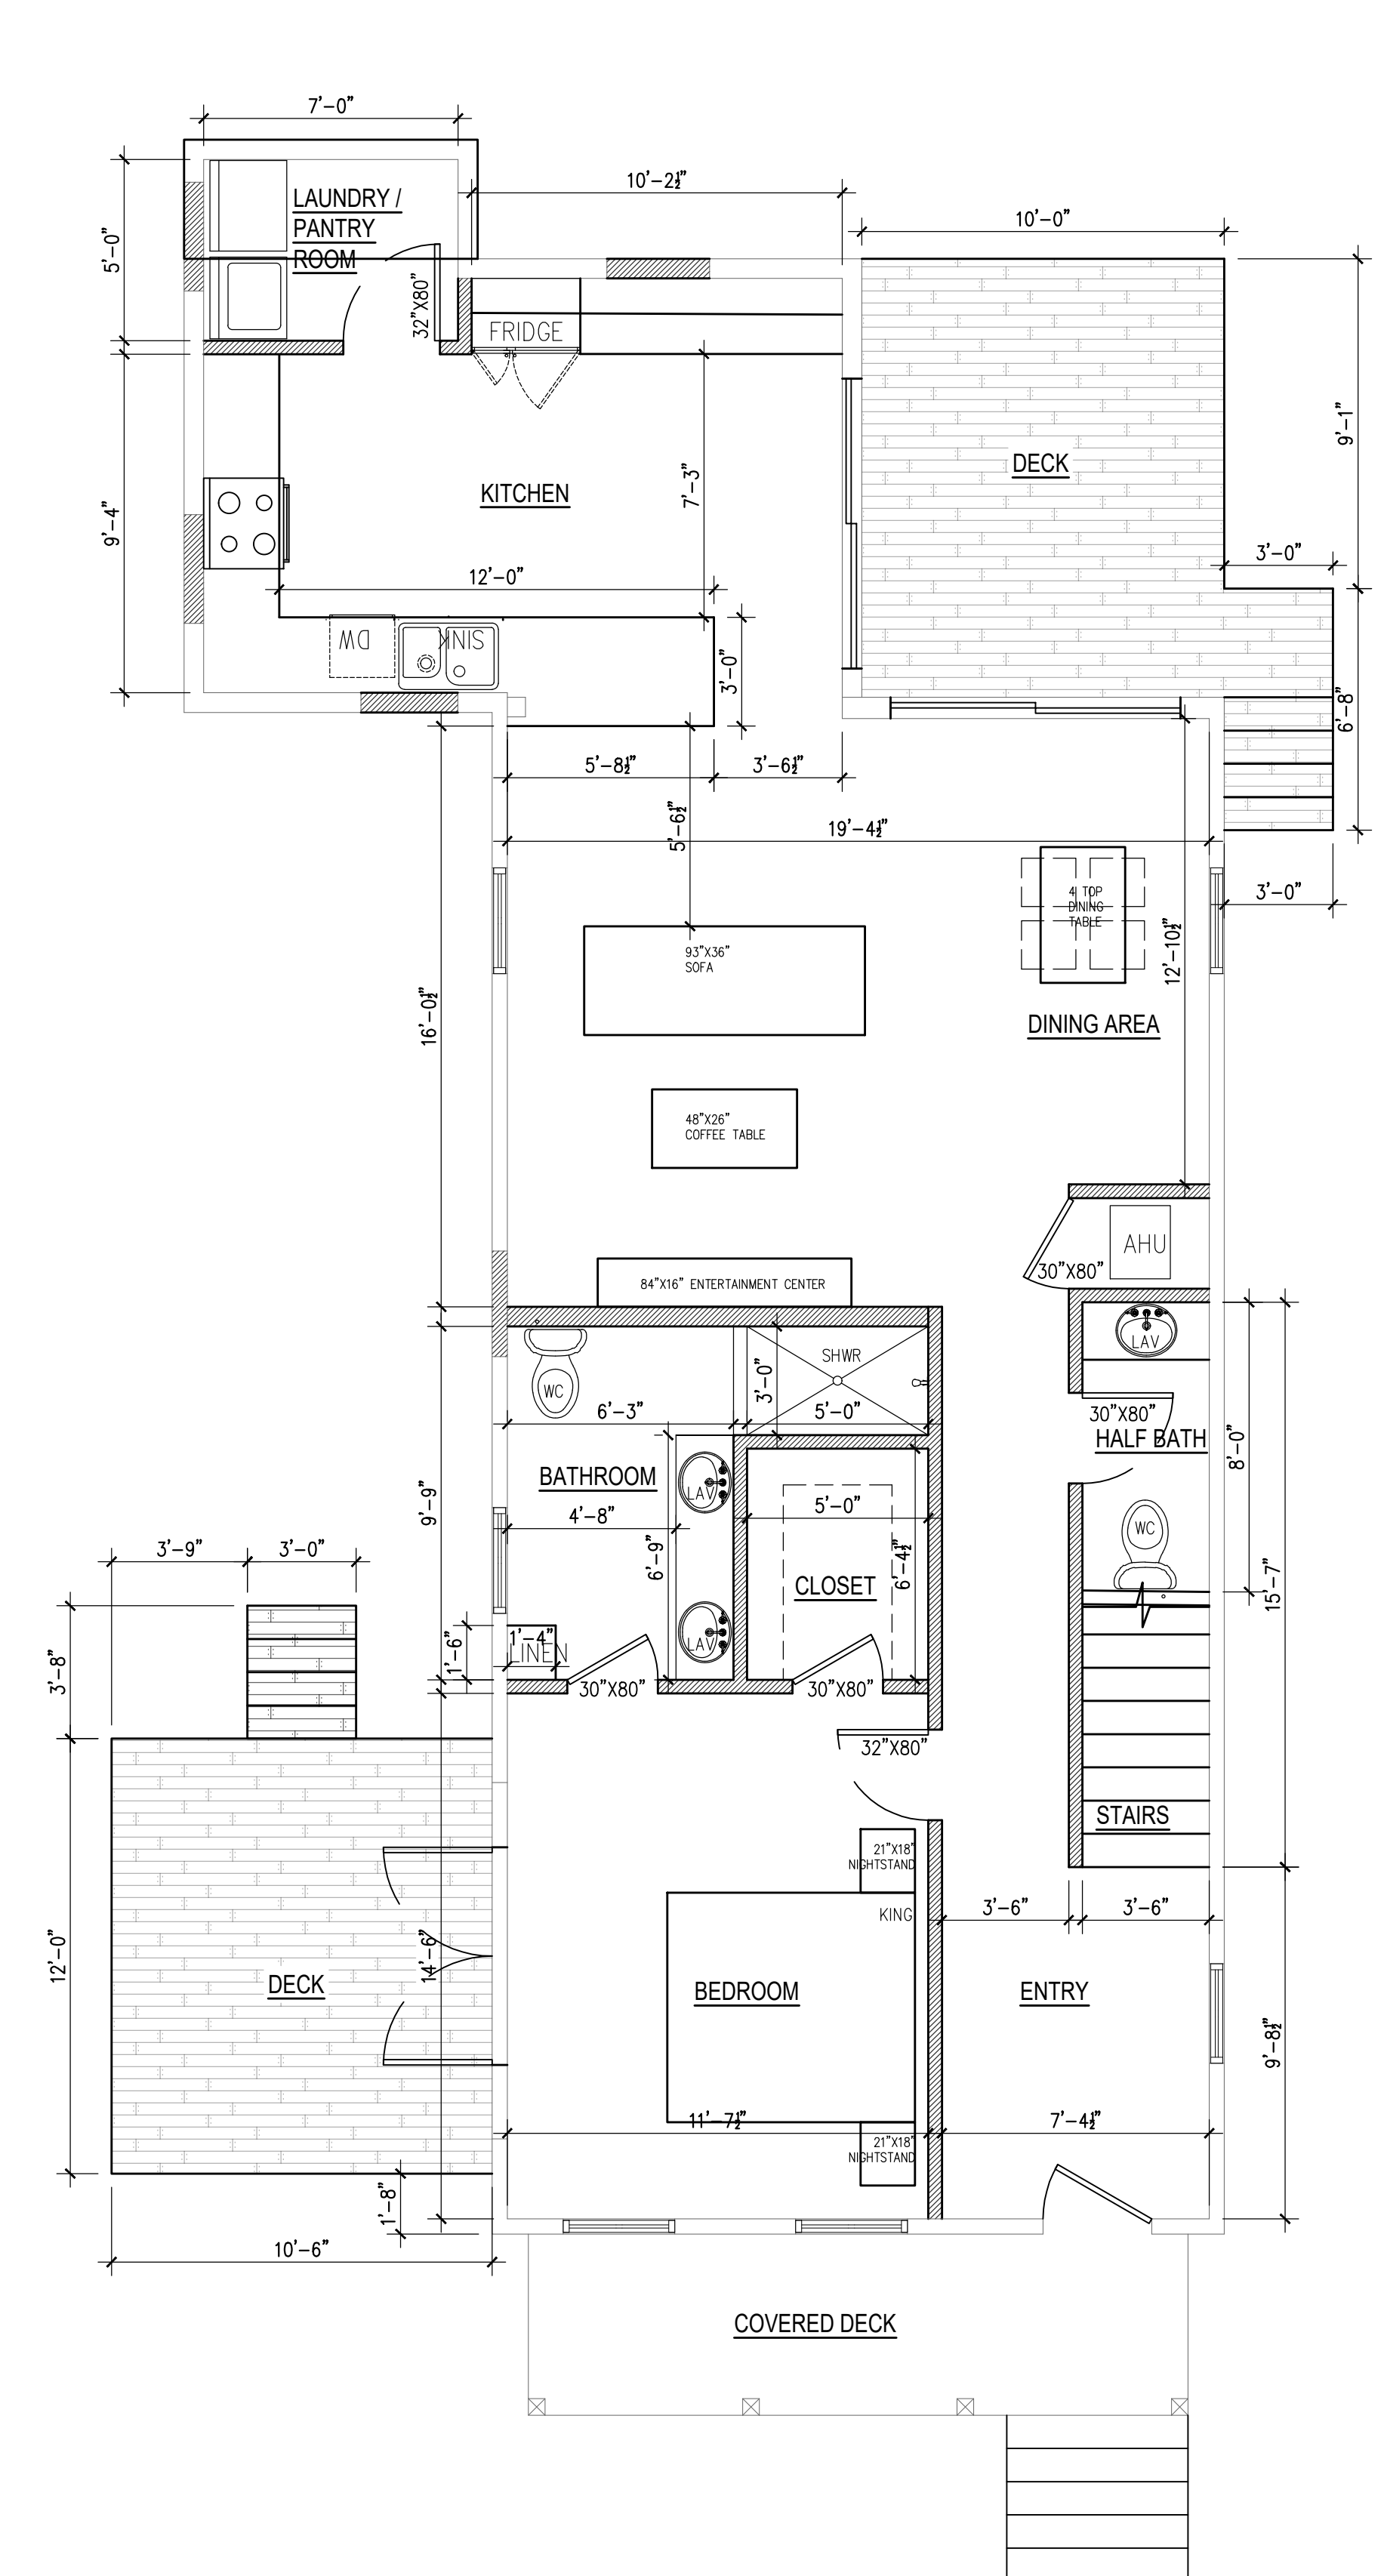 7'-0"
10'-2½"
LAUNDRY /
PANTRY
ROOM
10'-0"
5'-0"
32"X80"
FRIDGE
9'-1"
DECK
KITCHEN
7'-3"
9'-4"
3'-0"
12'-0"
DW
SINK
3'-0"
6'-8"
5'-8½"
3'-6½"
5'-6½"
19'-4½"
4 TOP
DINING
TABLE
3'-0"
93"X36"
SOFA
12'-10½"
16'-0½"
DINING AREA
48"X26"
COFFEE TABLE
AHU
30"X80"
84"X16" ENTERTAINMENT CENTER
LAV
SHWR
3'-0"
WC
6'-3"
5'-0"
30"X80"
HALF BATH
8'-0"
BATHROOM
LAV
9'-9"
4'-8"
5'-0"
WC
3'-9"
3'-0"
6'-9"
6'-4½"
CLOSET
15'-7"
1'-4"
LINEN
LAV
1'-6"
3'-8"
30"X80"
30"X80"
32"X80"
STAIRS
21"X18"
NIGHTSTAND
KING
3'-6"
3'-6"
12'-0"
14'-6"
DECK
BEDROOM
ENTRY
9'-8½"
11'-7½"
7'-4½"
21"X18"
NIGHTSTAND
1'-8"
10'-6"
COVERED DECK